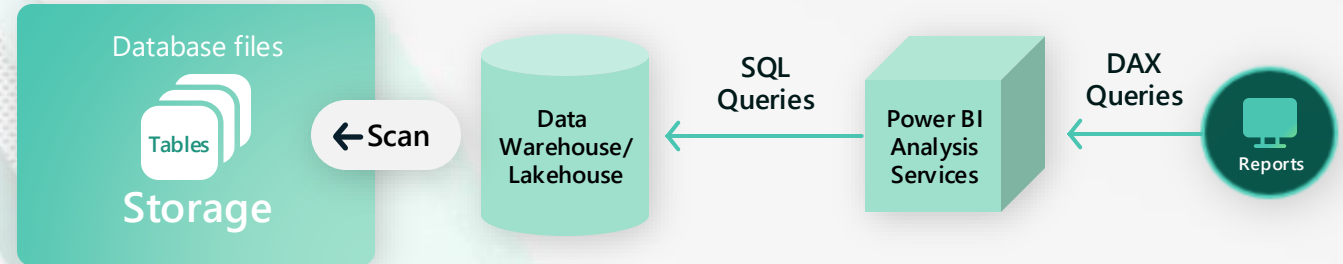 Database files
Tables
Storage
Scan
Data
Warehouse/
Lakehouse
SQL
Queries
Power BI
Analysis
Services
DAX
Queries
Reports